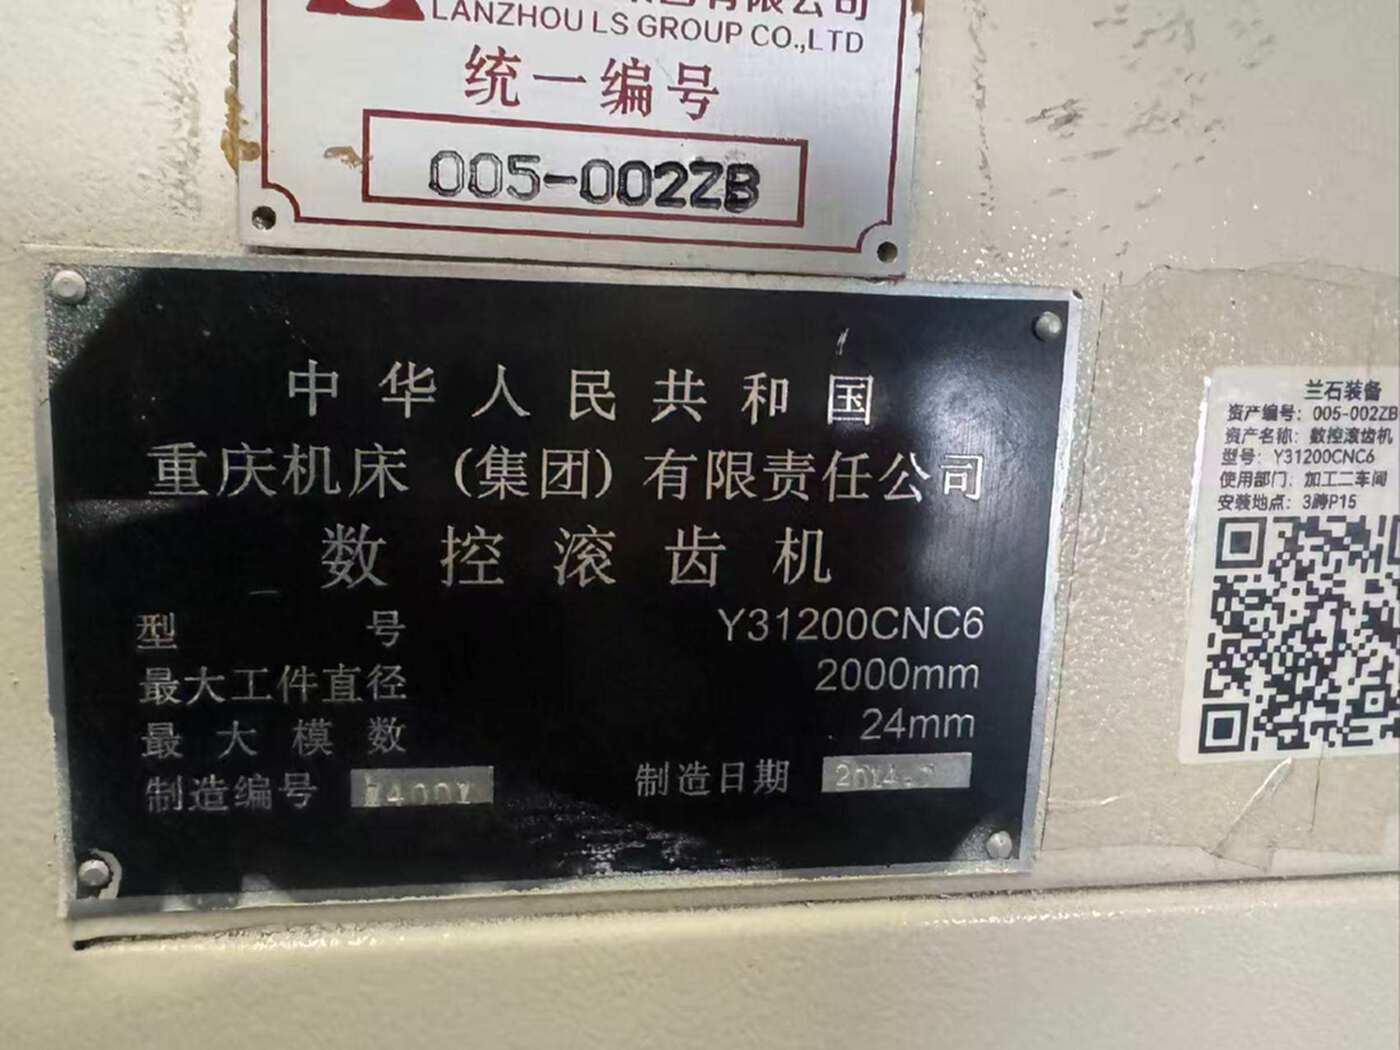 LANZHOU LS GROUP CO.,LTD
统一编号
005-002ZB
中华人民共和国
重庆机床（集团）有限责任公司
数控滚齿机
型号 Y31200CNC6
最大工件直径 2000mm
最大模数 24mm
制造编号
制造日期
兰石装备
资产编号：005-002ZB
资产名称：数控滚齿机
型号：Y31200CNC6
使用部门：加工二车间
安装地点：3跨P15